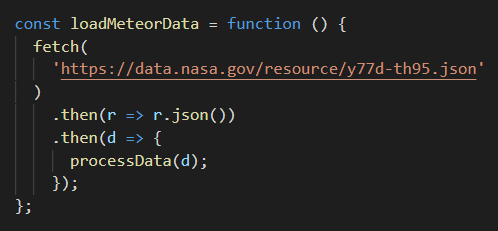 const loadMeteorData = function () {
  fetch(
    'https://data.nasa.gov/resource/y77d-th95.json'
  )
    .then(r => r.json())
    .then(d => {
      processData(d);
    });
};